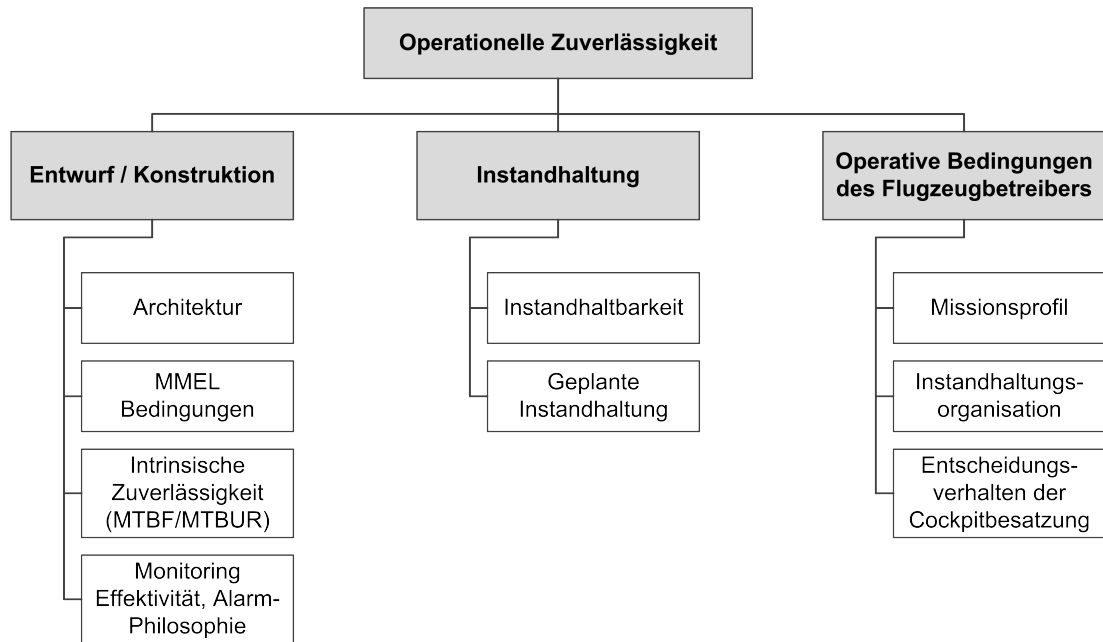 Operationelle Zuverlässigkeit
Entwurf / Konstruktion
Architektur
MMEL
Bedingungen
Intrinsische
Zuverlässigkeit
(MTBF/MTBUR)
Monitoring
Effektivität, Alarm-
Philosophie
Instandhaltung
Instandhaltbarkeit
Geplante
Instandhaltung
Operative Bedingungen
des Flugzeugbetreibers
Missionsprofil
Instandhaltungs-
organisation
Entscheidungs-
verhalten der
Cockpitbesatzung